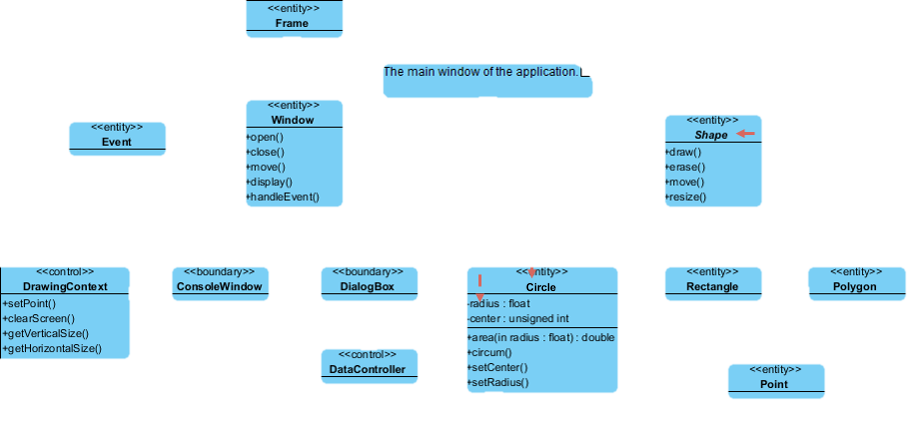 <<entity>>
Frame
The main window of the application.
<<entity>>
Window
+open()
+close()
+move()
+display()
+handleEvent()
<<entity>>
Event
<<entity>>
Shape
+draw()
+erase()
+move()
+resize()
<<control>>
DrawingContext
+setPoint()
+clearScreen()
+getVerticalSize()
+getHorizontalSize()
<<boundary>>
ConsoleWindow
<<boundary>>
DialogBox
<<control>>
DataController
<<entity>>
Circle
-radius : float
-center : unsigned int
+area(in radius : float) : double
+circum()
+setCenter()
+setRadius()
<<entity>>
Rectangle
<<entity>>
Polygon
<<entity>>
Point